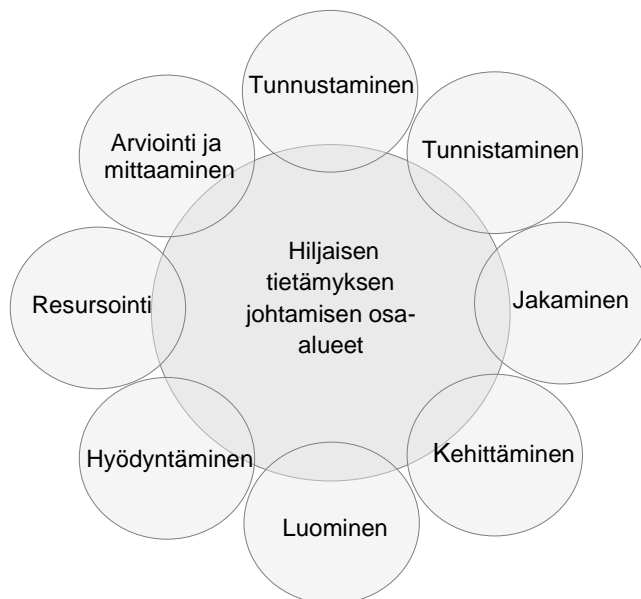 Tunnustaminen
Tunnistaminen
Jakaminen
Kehittäminen
Luominen
Hyödyntäminen
Resursointi
Arviointi ja
mittaaminen
Hiljaisen
tietämyksen
johtamisen osa-
alueet